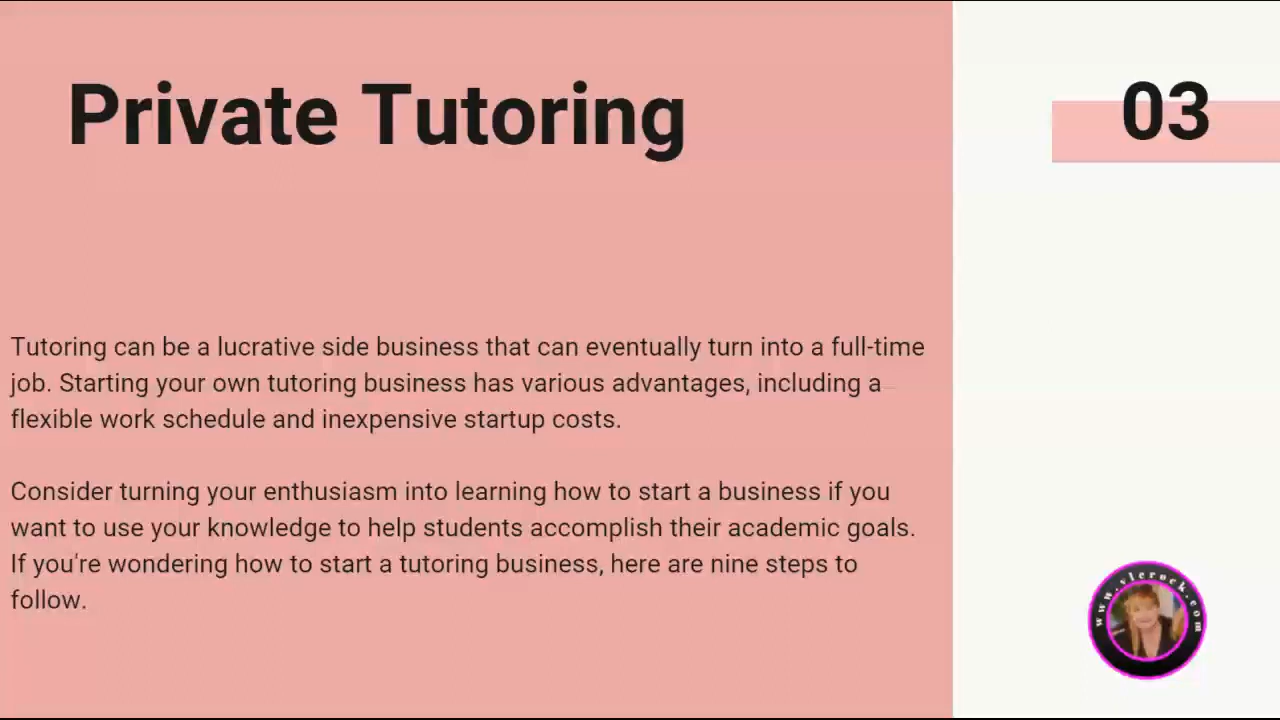 Private Tutoring
03
Tutoring can be a lucrative side business that can eventually turn into a full-time
job. Starting your own tutoring business has various advantages, including a
flexible work schedule and inexpensive startup costs.
Consider turning your enthusiasm into learning how to start a business if you
want to use your knowledge to help students accomplish their academic goals.
If you're wondering how to start a tutoring business, here are nine steps to
follow.
www.vlcrock.com